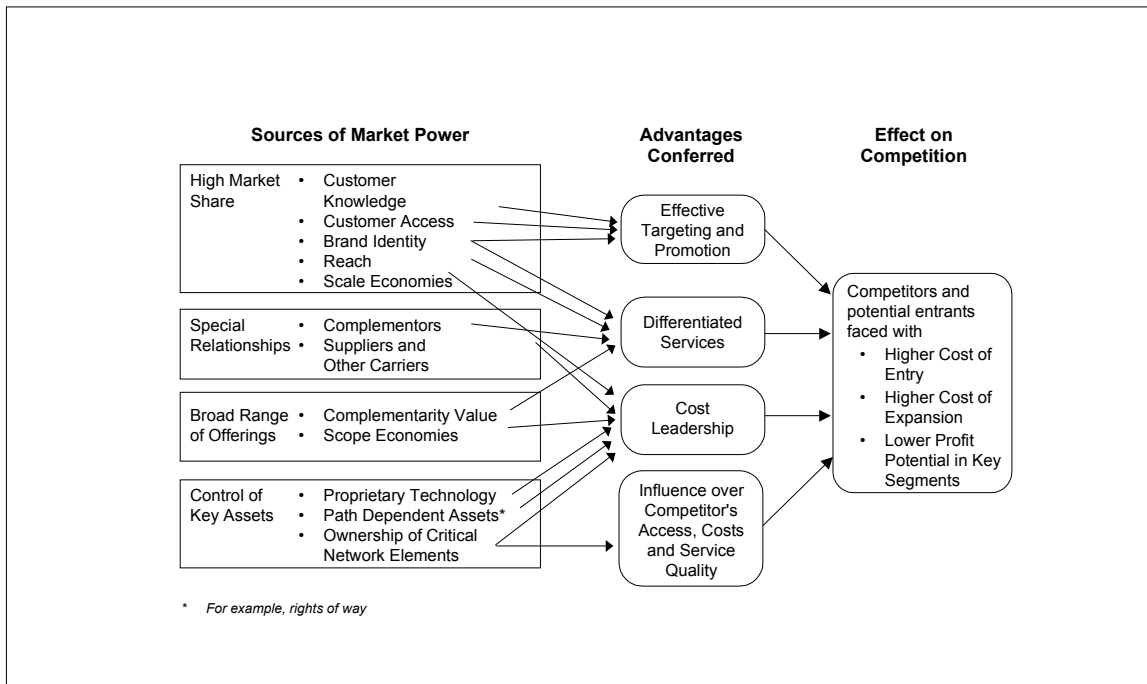 Sources of Market Power
Advantages
Conferred
Effect on
Competition
High Market
Share
• Customer
Knowledge
• Customer Access
• Brand Identity
• Reach
• Scale Economies
Special
Relationships
• Complementors
• Suppliers and
Other Carriers
Broad Range
of Offerings
• Complementarity Value
• Scope Economies
Control of
Key Assets
• Proprietary Technology
• Path Dependent Assets*
• Ownership of Critical
Network Elements
Effective
Targeting and
Promotion
Differentiated
Services
Cost
Leadership
Influence over
Competitor's
Access, Costs
and Service
Quality
Competitors and
potential entrants
faced with
• Higher Cost of
Entry
• Higher Cost of
Expansion
• Lower Profit
Potential in Key
Segments
* For example, rights of way